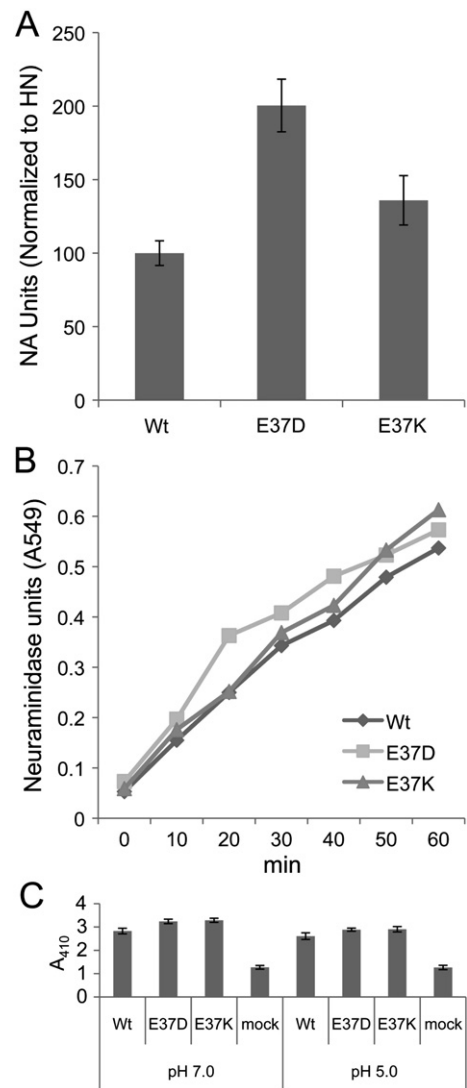 A
NA Units (Normalized to HN)
250
200
150
100
50
0
Wt E37D E37K
B
Neuraminidase units (A549)
0.7
0.6
0.5
0.4
0.3
0.2
0.1
0
Wt
E37D
E37K
0 10 20 30 40 50 60
min
C
A410
4
3
2
1
0
Wt E37D E37K mock Wt E37D E37K mock
pH 7.0 pH 5.0